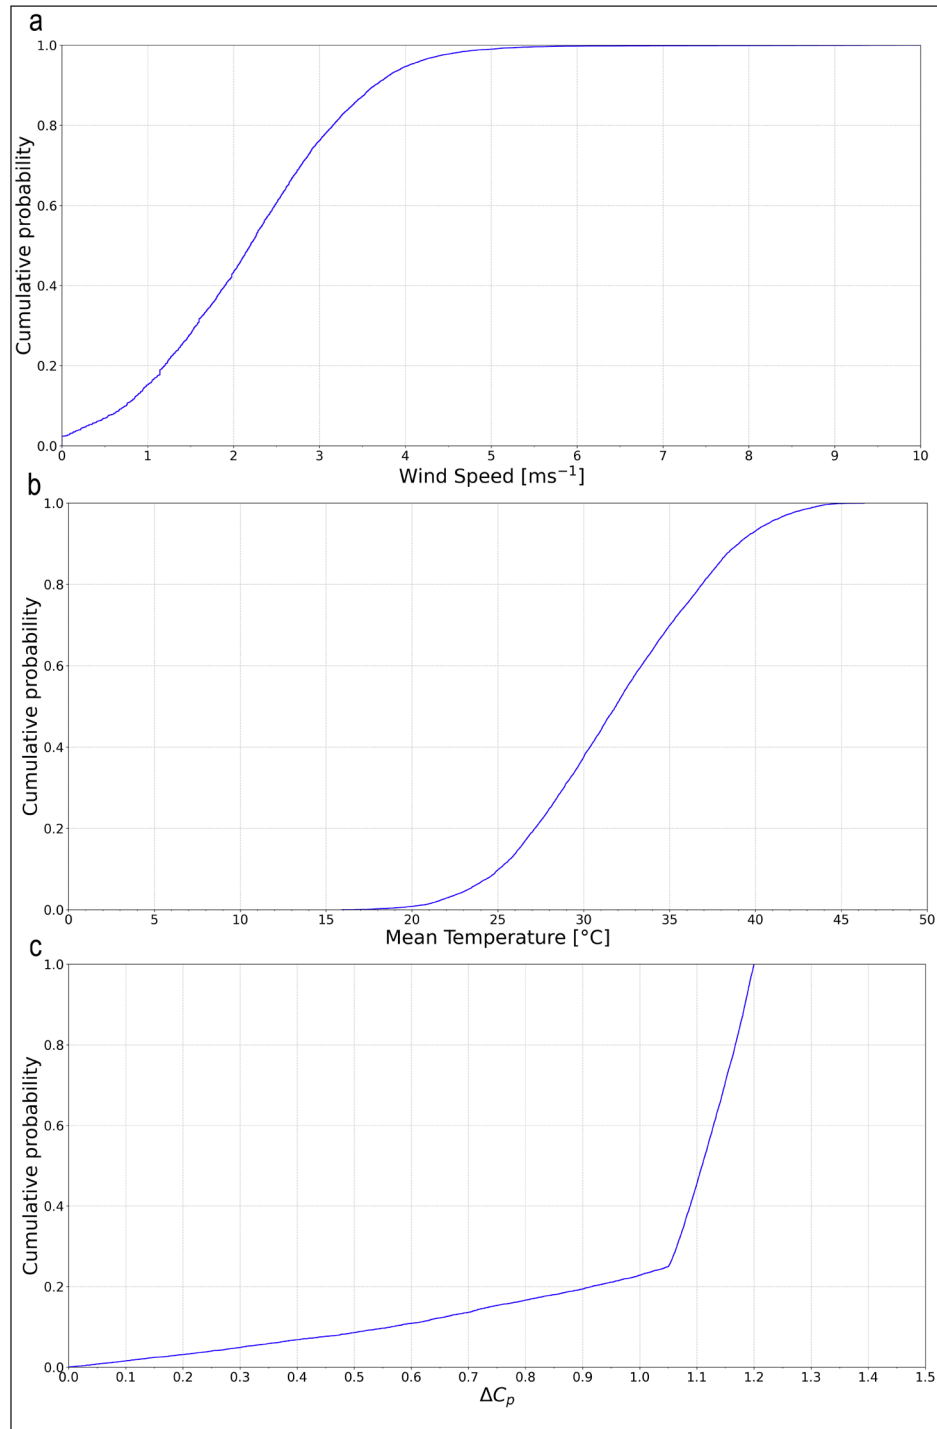 a
1.0
0.8
0.6
0.4
0.2
0.0
Cumulative probability
0 1 2 3 4 5 6 7 8 9 10
Wind Speed [ms⁻¹]
b
1.0
0.8
0.6
0.4
0.2
0.0
Cumulative probability
0 5 10 15 20 25 30 35 40 45 50
Mean Temperature [°C]
c
1.0
0.8
0.6
0.4
0.2
0.0
Cumulative probability
0.0 0.1 0.2 0.3 0.4 0.5 0.6 0.7 0.8 0.9 1.0 1.1 1.2 1.3 1.4 1.5
ΔCₚ